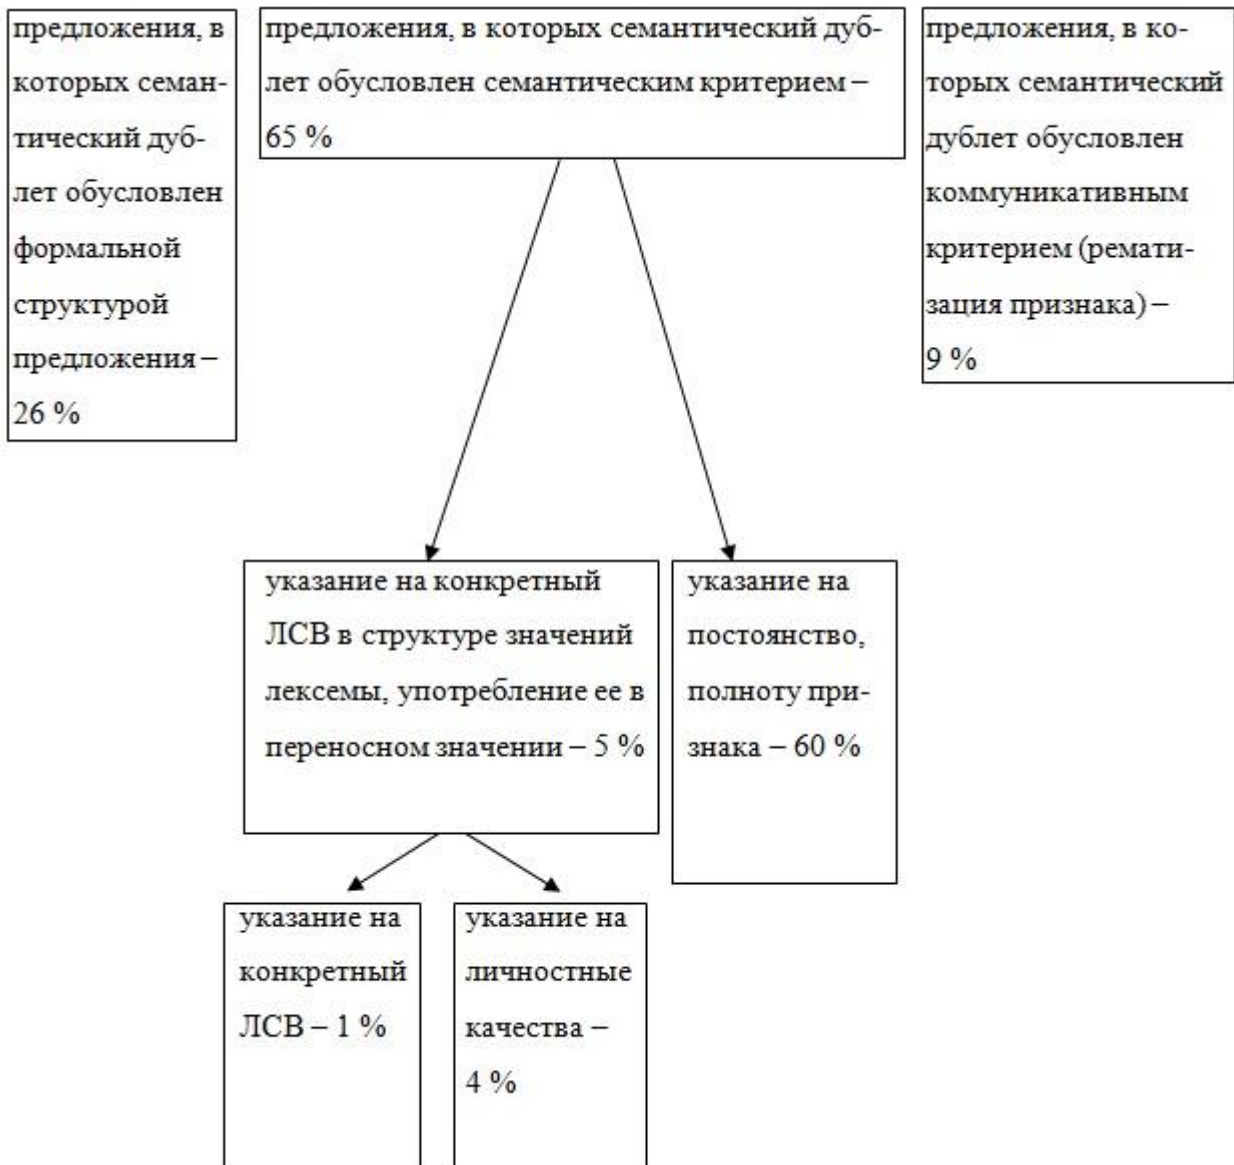 предложения, в
которых семан-
тический дуб-
лет обусловлен
формальной
структурой
предложения –
26 %
предложения, в которых семантический дуб-
лет обусловлен семантическим критерием –
65 %
предложения, в ко-
торых семантический
дублет обусловлен
коммуникативным
критерием (ремати-
зация признака) –
9 %
указание на конкретный
ЛСВ в структуре значений
лексемы, употребление ее в
переносном значении – 5 %
указание на
постоянство,
полноту при-
знака – 60 %
указание на
конкретный
ЛСВ – 1 %
указание на
личностные
качества –
4 %